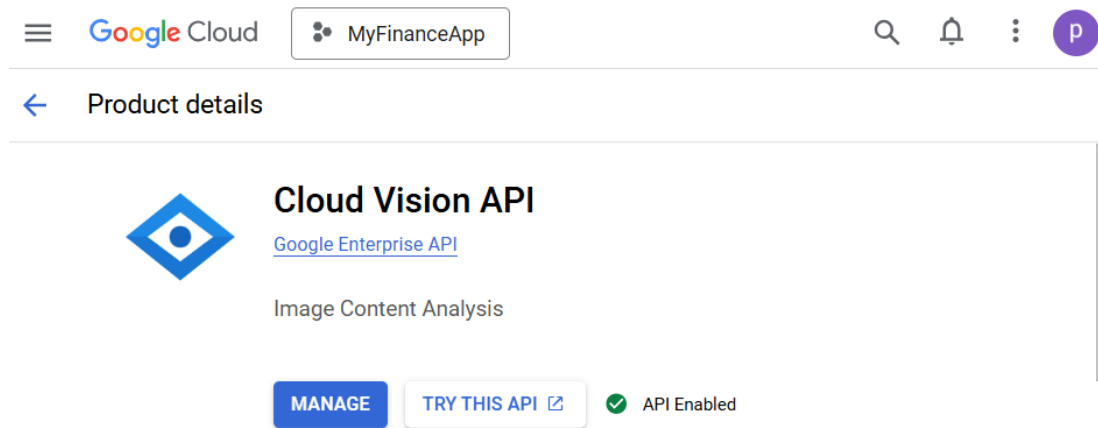 Google Cloud MyFinanceApp p
Product details
Cloud Vision API
Google Enterprise API
Image Content Analysis
MANAGE TRY THIS API API Enabled